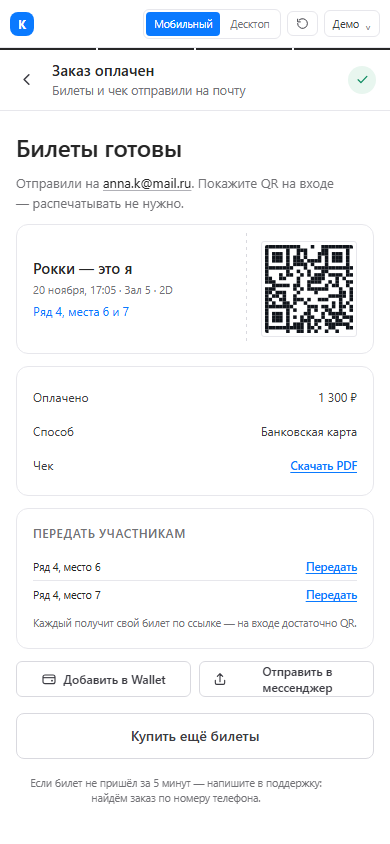 K
Мобильный
Десктоп
Демо
Заказ оплачен
Билеты и чек отправили на почту
Билеты готовы
Отправили на anna.k@mail.ru. Покажите QR на входе
— распечатывать не нужно.
Рокки — это я
20 ноября, 17:05 · Зал 5 · 2D
Ряд 4, места 6 и 7
Оплачено 1 300 ₽
Способ Банковская карта
Чек Скачать PDF
ПЕРЕДАТЬ УЧАСТНИКАМ
Ряд 4, место 6 Передать
Ряд 4, место 7 Передать
Каждый получит свой билет по ссылке — на входе достаточно QR.
Добавить в Wallet
Отправить в
мессенджер
Купить ещё билеты
Если билет не пришёл за 5 минут — напишите в поддержку:
найдём заказ по номеру телефона.